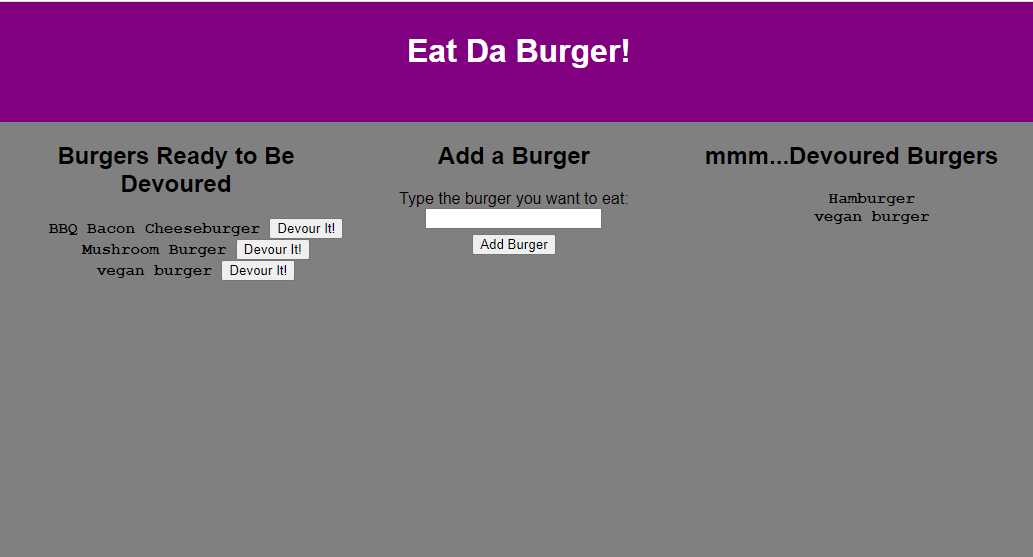 Eat Da Burger!
Burgers Ready to Be
Devoured
BBQ Bacon Cheeseburger Devour It!
Mushroom Burger Devour It!
vegan burger Devour It!
Add a Burger
Type the burger you want to eat:
Add Burger
mmm...Devoured Burgers
Hamburger
vegan burger